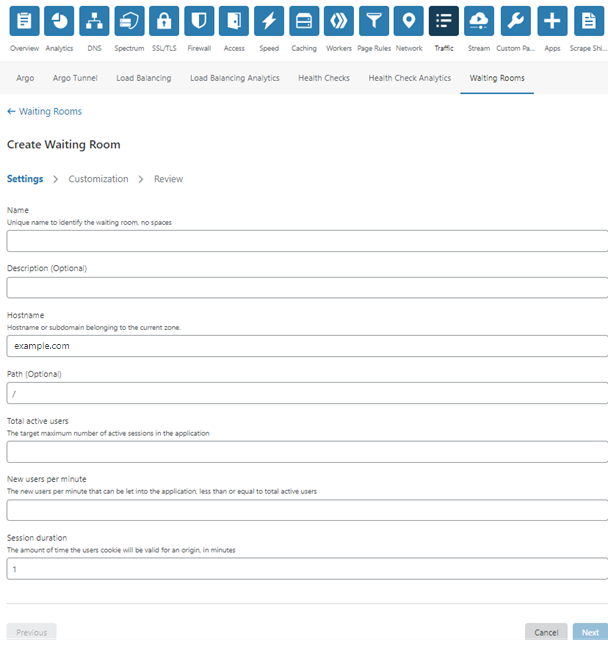 Overview Analytics DNS Spectrum SSL/TLS Firewall Access Speed Caching Workers Page Rules Network Traffic Stream Custom Pa... Apps Scrape Shi...
Argo Argo Tunnel Load Balancing Load Balancing Analytics Health Checks Health Check Analytics Waiting Rooms
← Waiting Rooms
Create Waiting Room
Settings > Customization > Review
Name
Unique name to identify the waiting room, no spaces
Description (Optional)
Hostname
Hostname or subdomain belonging to the current zone.
example.com
Path (Optional)
/
Total active users
The target maximum number of active sessions in the application
New users per minute
The new users per minute that can be let into the application, less than or equal to total active users
Session duration
The amount of time the users cookie will be valid for an origin, in minutes
1
Previous Cancel Next